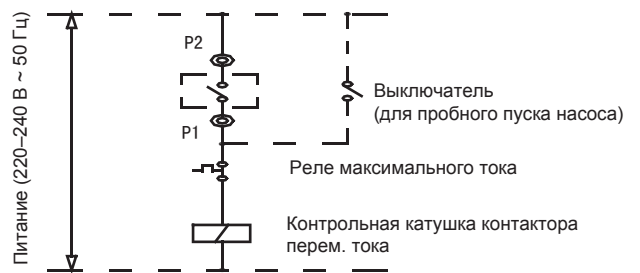 Питание (220–240 В ~ 50 Гц)
P2
Выключатель
(для пробного пуска насоса)
P1
Реле максимального тока
Контрольная катушка контактора
перем. тока